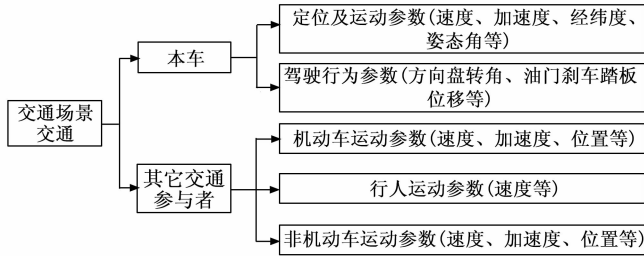 交通场景
交通
本车
定位及运动参数(速度、加速度、经纬度、
姿态角等)
驾驶行为参数(方向盘转角、油门刹车踏板
位移等)
其它交通
参与者
机动车运动参数(速度、加速度、位置等)
行人运动参数(速度等)
非机动车运动参数(速度、加速度、位置等)